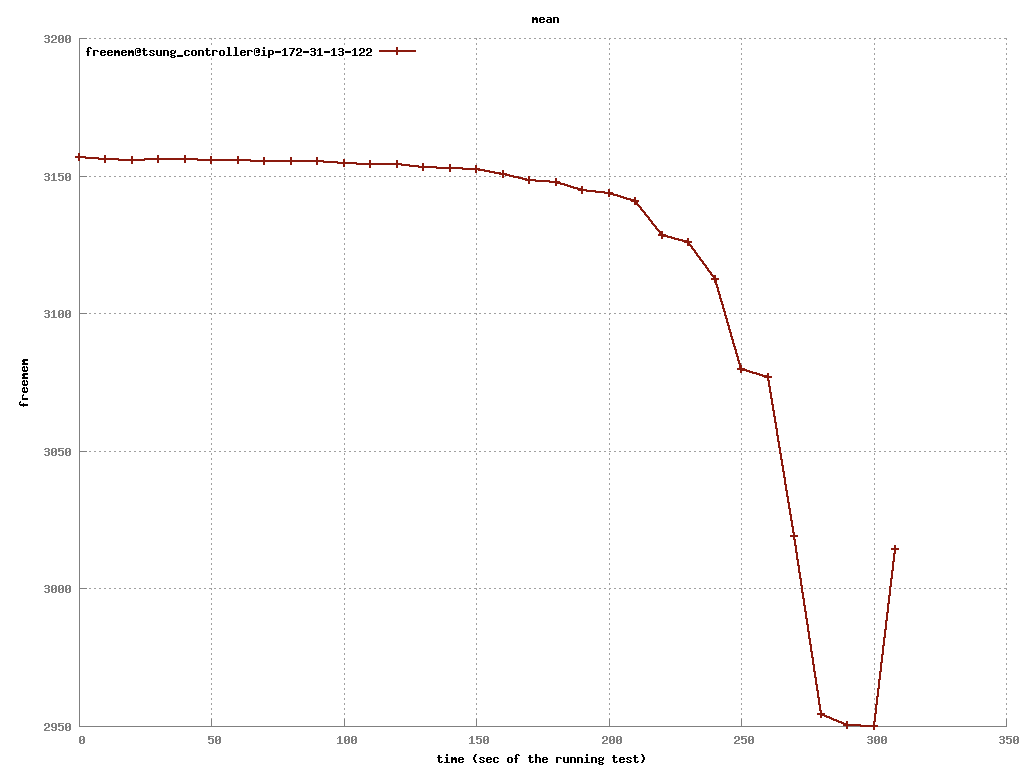 mean
3200
freemem@tsung_controller@ip-172-31-13-122
3150
3100
freemem
3050
3000
2950
0 50 100 150 200 250 300 350
time (sec of the running test)